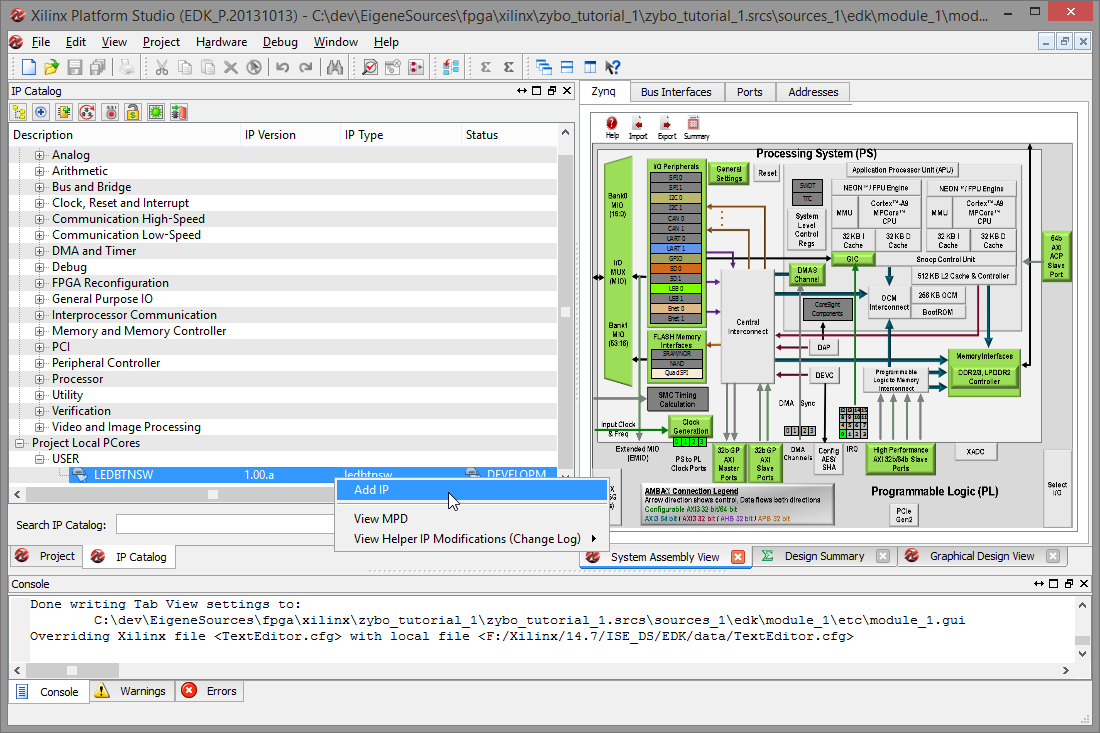 Xilinx Platform Studio (EDK_P.20131013) - C:\dev\EigeneSources\fpga\xilinx\zybo_tutorial_1\zybo_tutorial_1.srcs\sources_1\edk\module_1\mod...
File Edit View Project Hardware Debug Window Help
IP Catalog
Description IP Version IP Type Status
Analog
Arithmetic
Bus and Bridge
Clock, Reset and Interrupt
Communication High-Speed
Communication Low-Speed
DMA and Timer
Debug
FPGA Reconfiguration
General Purpose IO
Interprocessor Communication
Memory and Memory Controller
PCI
Peripheral Controller
Processor
Utility
Verification
Video and Image Processing
Project Local PCores
USER
LEDBTNSW 1.00.a ledbtnsw DEVELOPM
Add IP
View MPD
View Helper IP Modifications (Change Log)
Search IP Catalog:
Project IP Catalog
Zynq Bus Interfaces Ports Addresses
Help Import Export Summary
Processing System (PS)
I/O Peripherals
SPI 0
SPI 1
I2C 0
I2C 1
CAN 0
CAN 1
UART 0
UART 1
GPIO
SD 0
SD 1
USB 0
USB 1
Enet 0
Enet 1
Bank0
MIO
(15:0)
I/O
MUX
(MIO)
Bank1
MIO
(53:16)
FLASH Memory
Interfaces
SRAM/NOR
NAND
Quad SPI
SMC Timing
Calculation
General
Settings
Reset
SWDT
TTC
System
Level
Control
Regs
Application Processor Unit (APU)
NEON™/ FPU Engine
NEON™/ FPU Engine
MMU
Cortex™-A9
MPCore™
CPU
MMU
Cortex™-A9
MPCore™
CPU
32 KB I
Cache
32 KB D
Cache
32 KB I
Cache
32 KB D
Cache
GIC
Snoop Control Unit
512 KB L2 Cache & Controller
DMA8
Channel
OCM
Interconnect
256 KB OCM
BootROM
CoreSight
Components
Central
Interconnect
DAP
DEVC
64b
AXI
ACP
Slave
Port
Programmable
Logic to Memory
Interconnect
Memory Interfaces
DDR2/3, LPDDR2
Controller
Input Clock
& Freq
Clock
Generation
0 1 2 3
Extended MIO
(EMIO)
PS to PL
Clock Ports
32b GP
AXI
Master
Ports
32b GP
AXI
Slave
Ports
DMA Sync
0 1 2 3
DMA
Channels
Config
AES/
SHA
IRQ
High Performance
AXI 32b/64b Slave
Ports
XADC
AMBAX Connection Legend
Arrow direction shows control, Data flows both directions
Configurable AXI3 32 bit/64 bit
AXI3 64 bit / AXI3 32 bit / AHB 32 bit / APB 32 bit
Programmable Logic (PL)
PCIe
Gen2
Select
I/O
System Assembly View Design Summary Graphical Design View
Console
Done writing Tab View settings to:
C:\dev\EigeneSources\fpga\xilinx\zybo_tutorial_1\zybo_tutorial_1.srcs\sources_1\edk\module_1\etc\module_1.gui
Overriding Xilinx file <TextEditor.cfg> with local file <F:/Xilinx/14.7/ISE_DS/EDK/data/TextEditor.cfg>
Console Warnings Errors